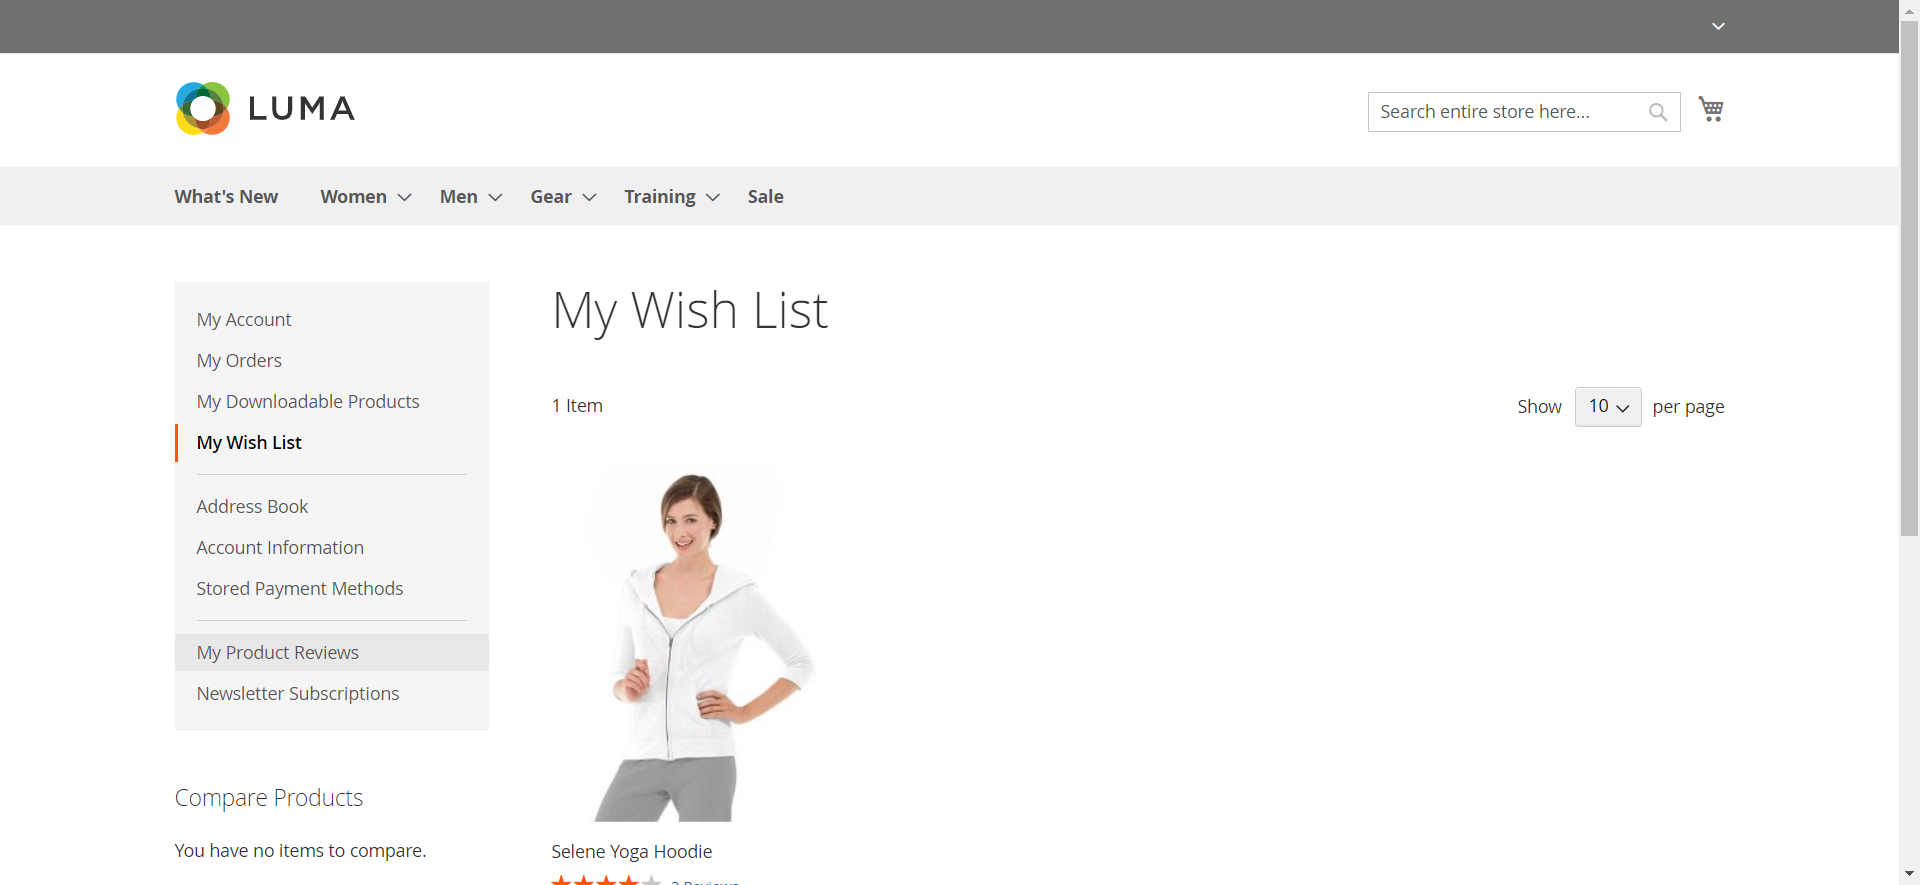 LUMA
Search entire store here...
What's New Women Men Gear Training Sale
My Account
My Orders
My Downloadable Products
My Wish List
Address Book
Account Information
Stored Payment Methods
My Product Reviews
Newsletter Subscriptions
Compare Products
You have no items to compare.
My Wish List
1 Item
Show 10 per page
Selene Yoga Hoodie
Reviews